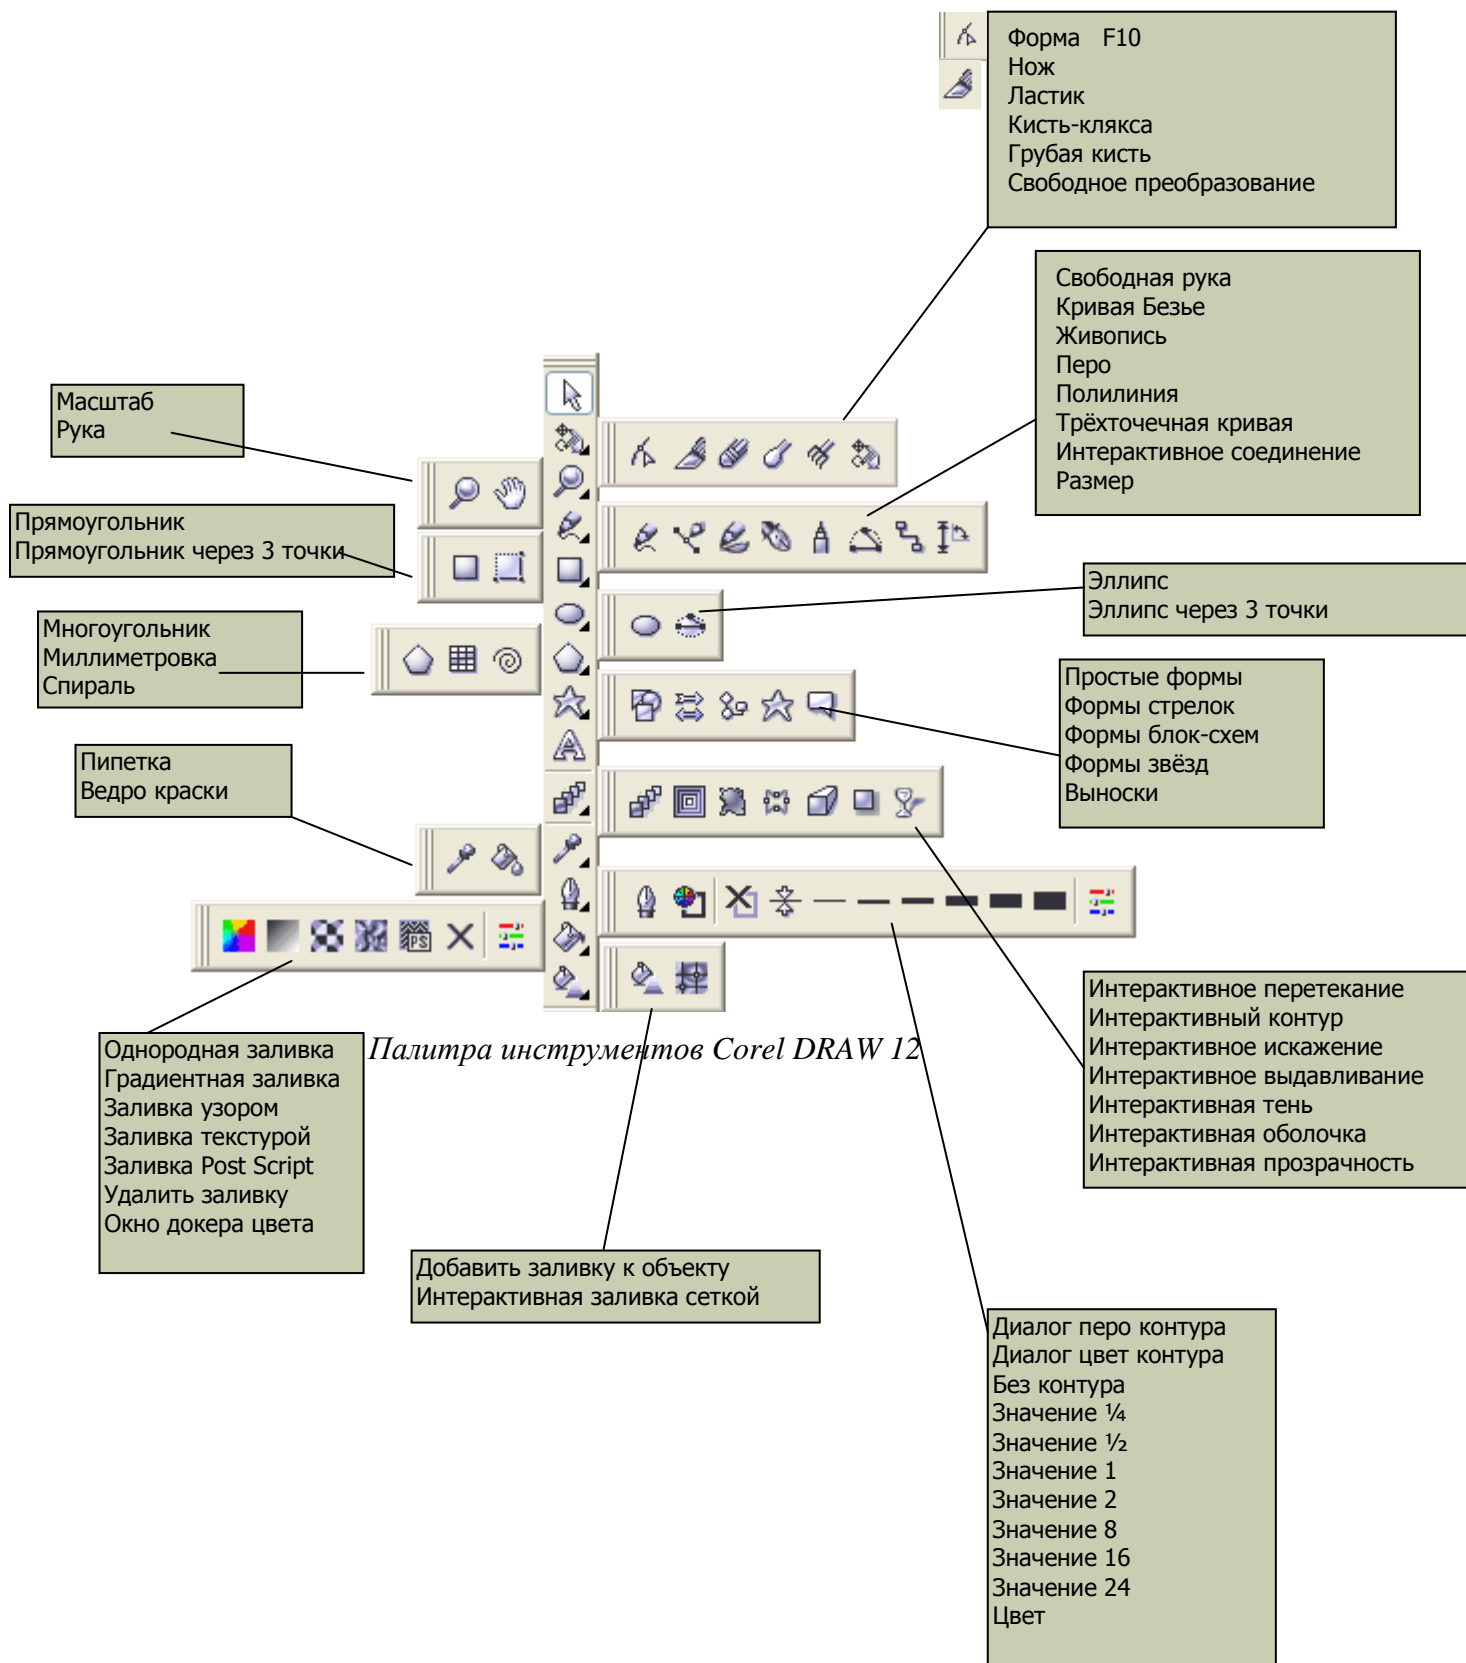 Форма F10
Нож
Ластик
Кисть-клякса
Грубая кисть
Свободное преобразование
Свободная рука
Кривая Безье
Живопись
Перо
Полилиния
Трёхточечная кривая
Интерактивное соединение
Размер
Масштаб
Рука
Прямоугольник
Прямоугольник через 3 точки
Эллипс
Эллипс через 3 точки
Многоугольник
Миллиметровка
Спираль
Простые формы
Формы стрелок
Формы блок-схем
Формы звёзд
Выноски
Пипетка
Ведро краски
PS
Интерактивное перетекание
Интерактивный контур
Интерактивное искажение
Интерактивное выдавливание
Интерактивная тень
Интерактивная оболочка
Интерактивная прозрачность
Палитра инструментов Corel DRAW 12
Однородная заливка
Градиентная заливка
Заливка узором
Заливка текстурой
Заливка Post Script
Удалить заливку
Окно докера цвета
Добавить заливку к объекту
Интерактивная заливка сеткой
Диалог перо контура
Диалог цвет контура
Без контура
Значение ¼
Значение ½
Значение 1
Значение 2
Значение 8
Значение 16
Значение 24
Цвет